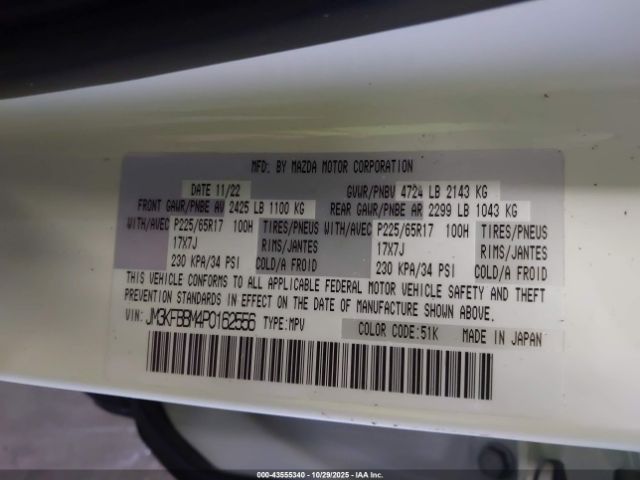 MFD. BY MAZDA MOTOR CORPORATION
DATE 11/22 GVWR/PNBV 4724 LB 2143 KG
FRONT GAWR/PNBE AV 2425 LB 1100 KG REAR GAWR/PNBE AR 2299 LB 1043 KG
WITH/AVEC P225/65R17 100H TIRES/PNEUS WITH/AVEC P225/65R17 100H TIRES/PNEUS
17X7J RIMS/JANTES 17X7J RIMS/JANTES
230 KPA/34 PSI COLD/A FROID 230 KPA/34 PSI COLD/A FROID
THIS VEHICLE CONFORMS TO ALL APPLICABLE FEDERAL MOTOR VEHICLE SAFETY AND THEFT
PREVENTION STANDARDS IN EFFECT ON THE DATE OF MANUFACTURE SHOWN ABOVE.
VIN: JM3KFBBM4P0162556 TYPE:MPV COLOR CODE:51K MADE IN JAPAN
000-43555340 - 10/29/2025 - IAA Inc.